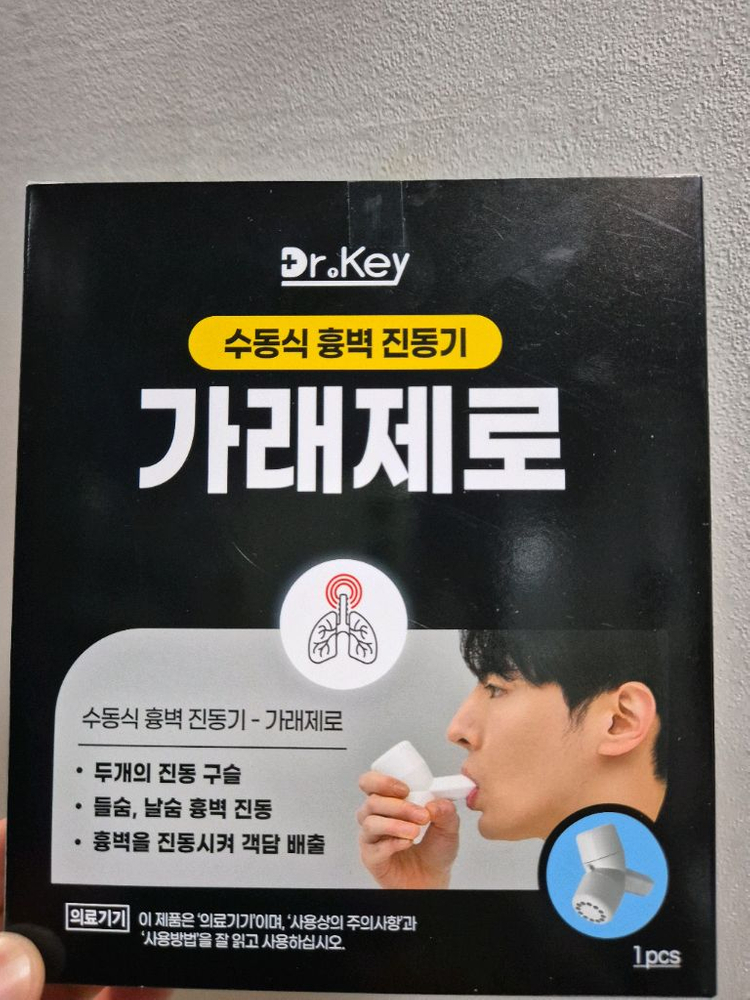 Dr.Key
수동식 흉벽 진동기
가래제로
수동식 흉벽 진동기 - 가래제로
• 두개의 진동 구슬
• 들숨, 날숨 흉벽 진동
• 흉벽을 진동시켜 객담 배출
의료기기 이 제품은 '의료기기'이며, '사용상의 주의사항'과
'사용방법'을 잘 읽고 사용하십시오.
1pcs